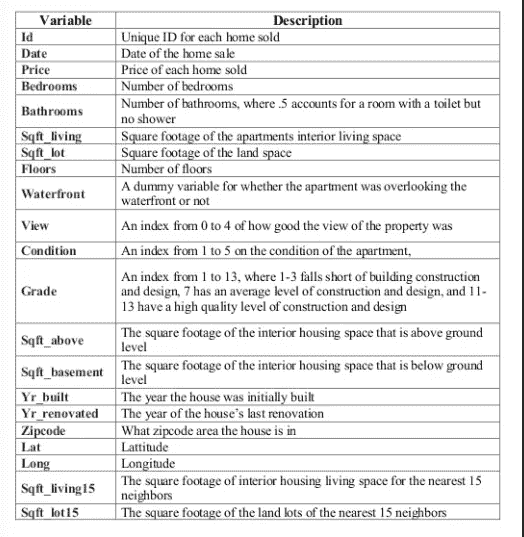 Variable Description
Id Unique ID for each home sold
Date Date of the home sale
Price Price of each home sold
Bedrooms Number of bedrooms
Bathrooms Number of bathrooms, where .5 accounts for a room with a toilet but
no shower
Sqft_living Square footage of the apartments interior living space
Sqft_lot Square footage of the land space
Floors Number of floors
Waterfront A dummy variable for whether the apartment was overlooking the
waterfront or not
View An index from 0 to 4 of how good the view of the property was
Condition An index from 1 to 5 on the condition of the apartment,
Grade An index from 1 to 13, where 1-3 falls short of building construction
and design, 7 has an average level of construction and design, and 11-
13 have a high quality level of construction and design
Sqft_above The square footage of the interior housing space that is above ground
level
Sqft_basement The square footage of the interior housing space that is below ground
level
Yr_built The year the house was initially built
Yr_renovated The year of the house's last renovation
Zipcode What zipcode area the house is in
Lat Lattitude
Long Longitude
Sqft_living15 The square footage of interior housing living space for the nearest 15
neighbors
Sqft_lot15 The square footage of the land lots of the nearest 15 neighbors